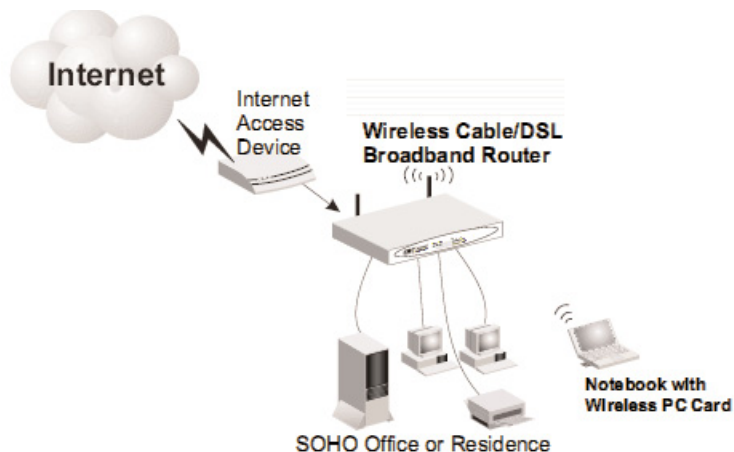 Internet
Internet
Access
Device
Wireless Cable/DSL
Broadband Router
Notebook with
Wireless PC Card
SOHO Office or Residence